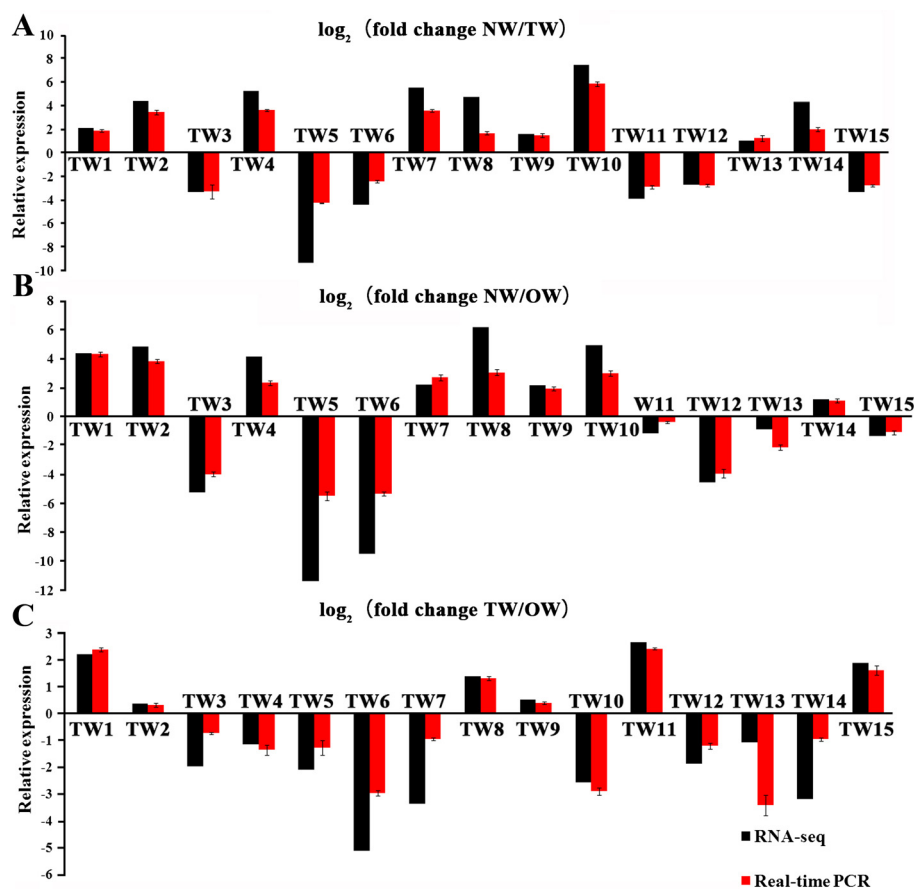 A
log2 (fold change NW/TW)
Relative expression
10
8
6
4
2
0
-2
-4
-6
-8
-10
TW3 TW5 TW6 TW11 TW12 TW15
TW1 TW2 TW4 TW7 TW8 TW9 TW10 TW13 TW14
B
log2 (fold change NW/OW)
Relative expression
8
6
4
2
0
-2
-4
-6
-8
-10
-12
TW3 TW5 TW6 W11 TW12 TW13 TW15
TW1 TW2 TW4 TW7 TW8 TW9 TW10 TW14
C
log2 (fold change TW/OW)
Relative expression
3
2
1
0
-1
-2
-3
-4
-5
-6
TW3 TW4 TW5 TW6 TW7 TW10 TW12 TW13 TW14
TW1 TW2 TW8 TW9 TW11 TW15
RNA-seq
Real-time PCR